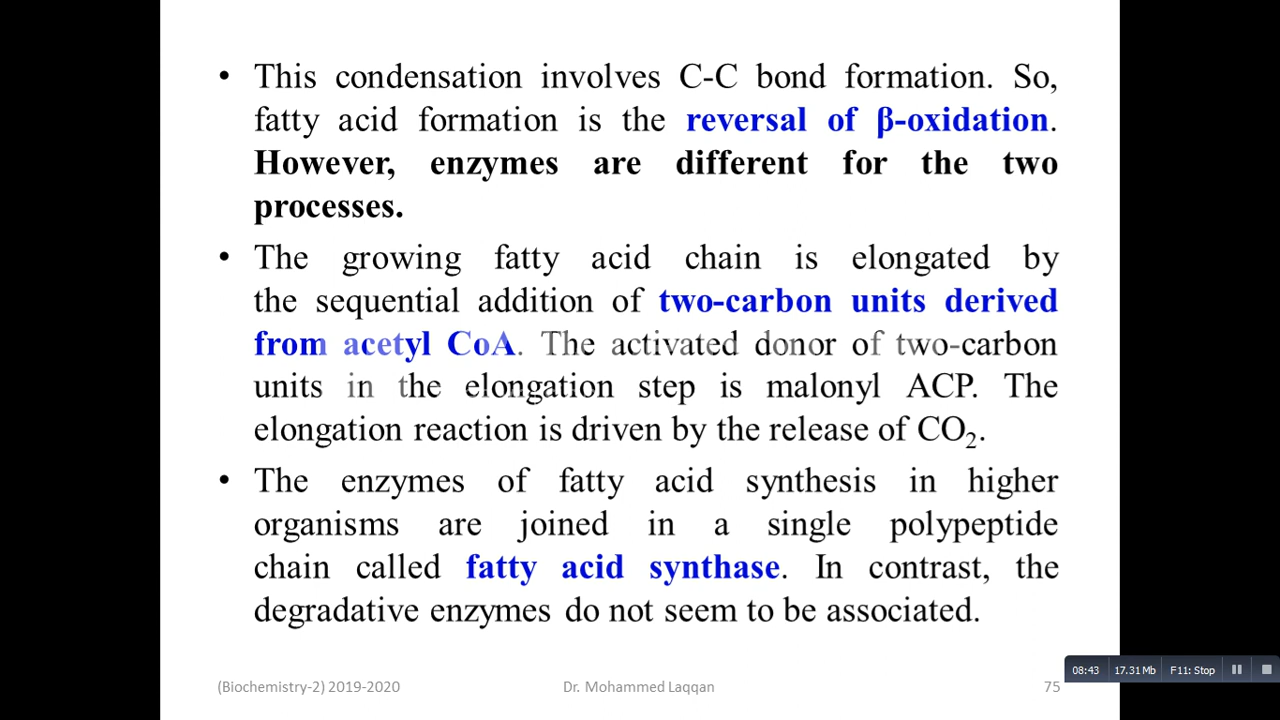 • This condensation involves C-C bond formation. So,
fatty acid formation is the reversal of β-oxidation.
However, enzymes are different for the two
processes.
• The growing fatty acid chain is elongated by
the sequential addition of two-carbon units derived
from acetyl CoA. The activated donor of two-carbon
units in the elongation step is malonyl ACP. The
elongation reaction is driven by the release of CO₂.
• The enzymes of fatty acid synthesis in higher
organisms are joined in a single polypeptide
chain called fatty acid synthase. In contrast, the
degradative enzymes do not seem to be associated.
08:43 17.31 Mb F11: Stop
(Biochemistry-2) 2019-2020 Dr. Mohammed Laqqan 75